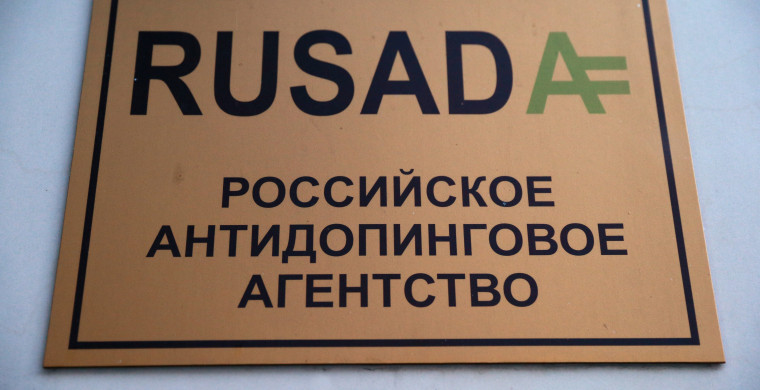 RUSADA
РОССИЙСКОЕ
АНТИДОПИНГОВОЕ
АГЕНТСТВО